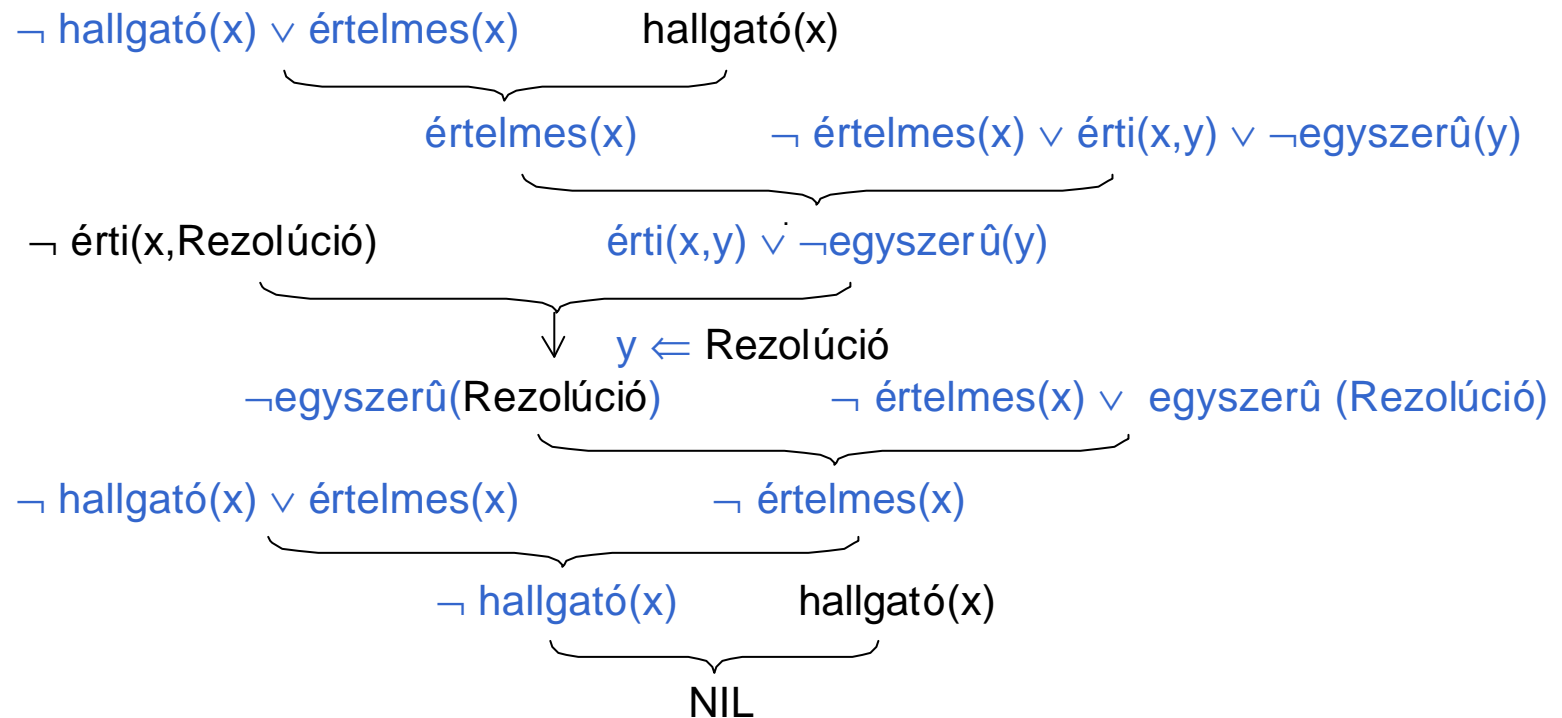 ¬ hallgató(x) ∨ értelmes(x) hallgató(x)
értelmes(x) ¬ értelmes(x) ∨ érti(x,y) ∨ ¬egyszerû(y)
¬ érti(x,Rezolúció) érti(x,y) ∨ ¬egyszerû(y)
y ⇐ Rezolúció
¬egyszerû(Rezolúció) ¬ értelmes(x) ∨ egyszerû (Rezolúció)
¬ hallgató(x) ∨ értelmes(x) ¬ értelmes(x)
¬ hallgató(x) hallgató(x)
NIL